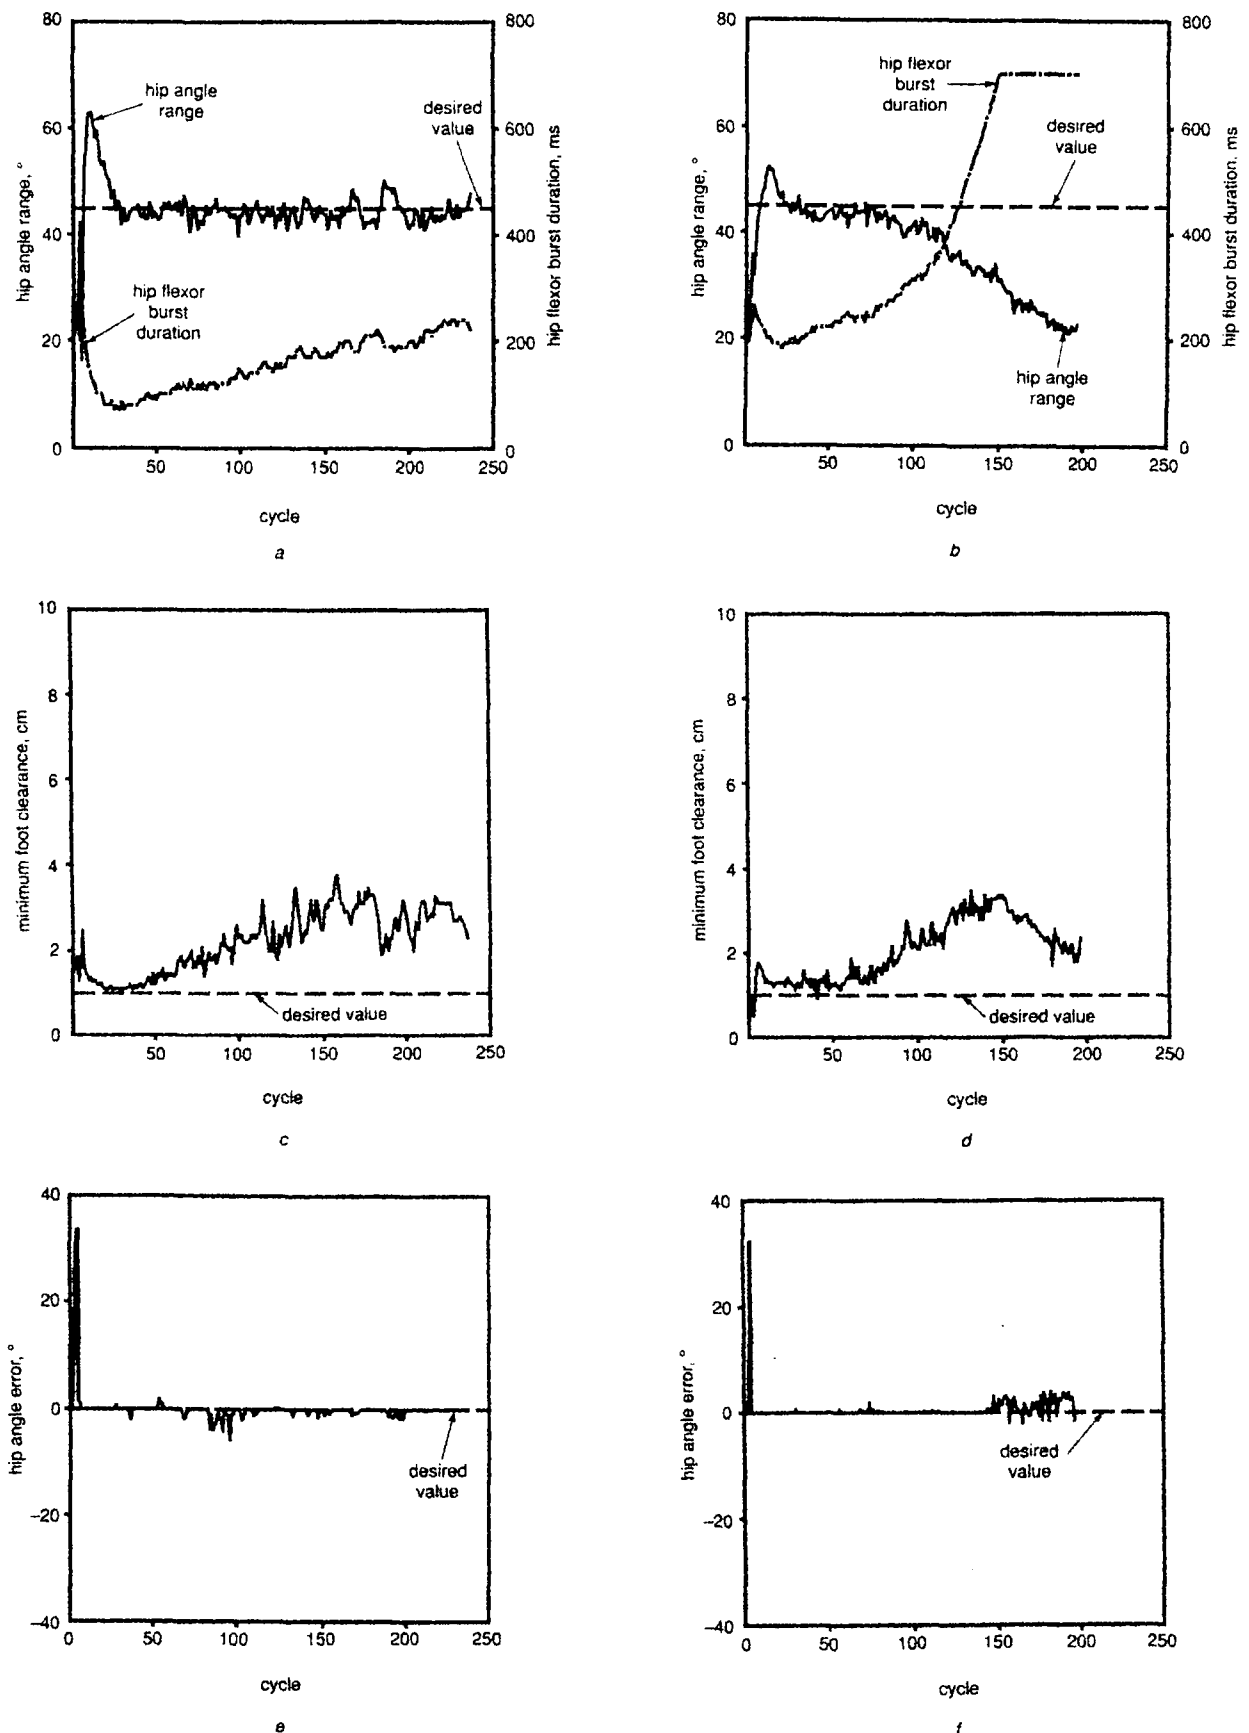 80
60
40
20
0
hip angle range, °
800
600
400
200
0
hip flexor burst duration, ms
hip angle
range
desired
value
hip flexor
burst
duration
50
100
150
200
250
cycle
a
80
60
40
20
0
hip angle range, °
800
600
400
200
0
hip flexor burst duration, ms
hip flexor
burst
duration
desired
value
hip angle
range
50
100
150
200
250
cycle
b
10
8
6
4
2
0
minimum foot clearance, cm
desired value
50
100
150
200
250
cycle
c
10
8
6
4
2
0
minimum foot clearance, cm
desired value
50
100
150
200
250
cycle
d
40
20
0
–20
–40
hip angle error, °
desired
value
0
50
100
150
200
250
cycle
e
40
20
0
–20
–40
hip angle error, °
desired
value
0
50
100
150
200
250
cycle
f